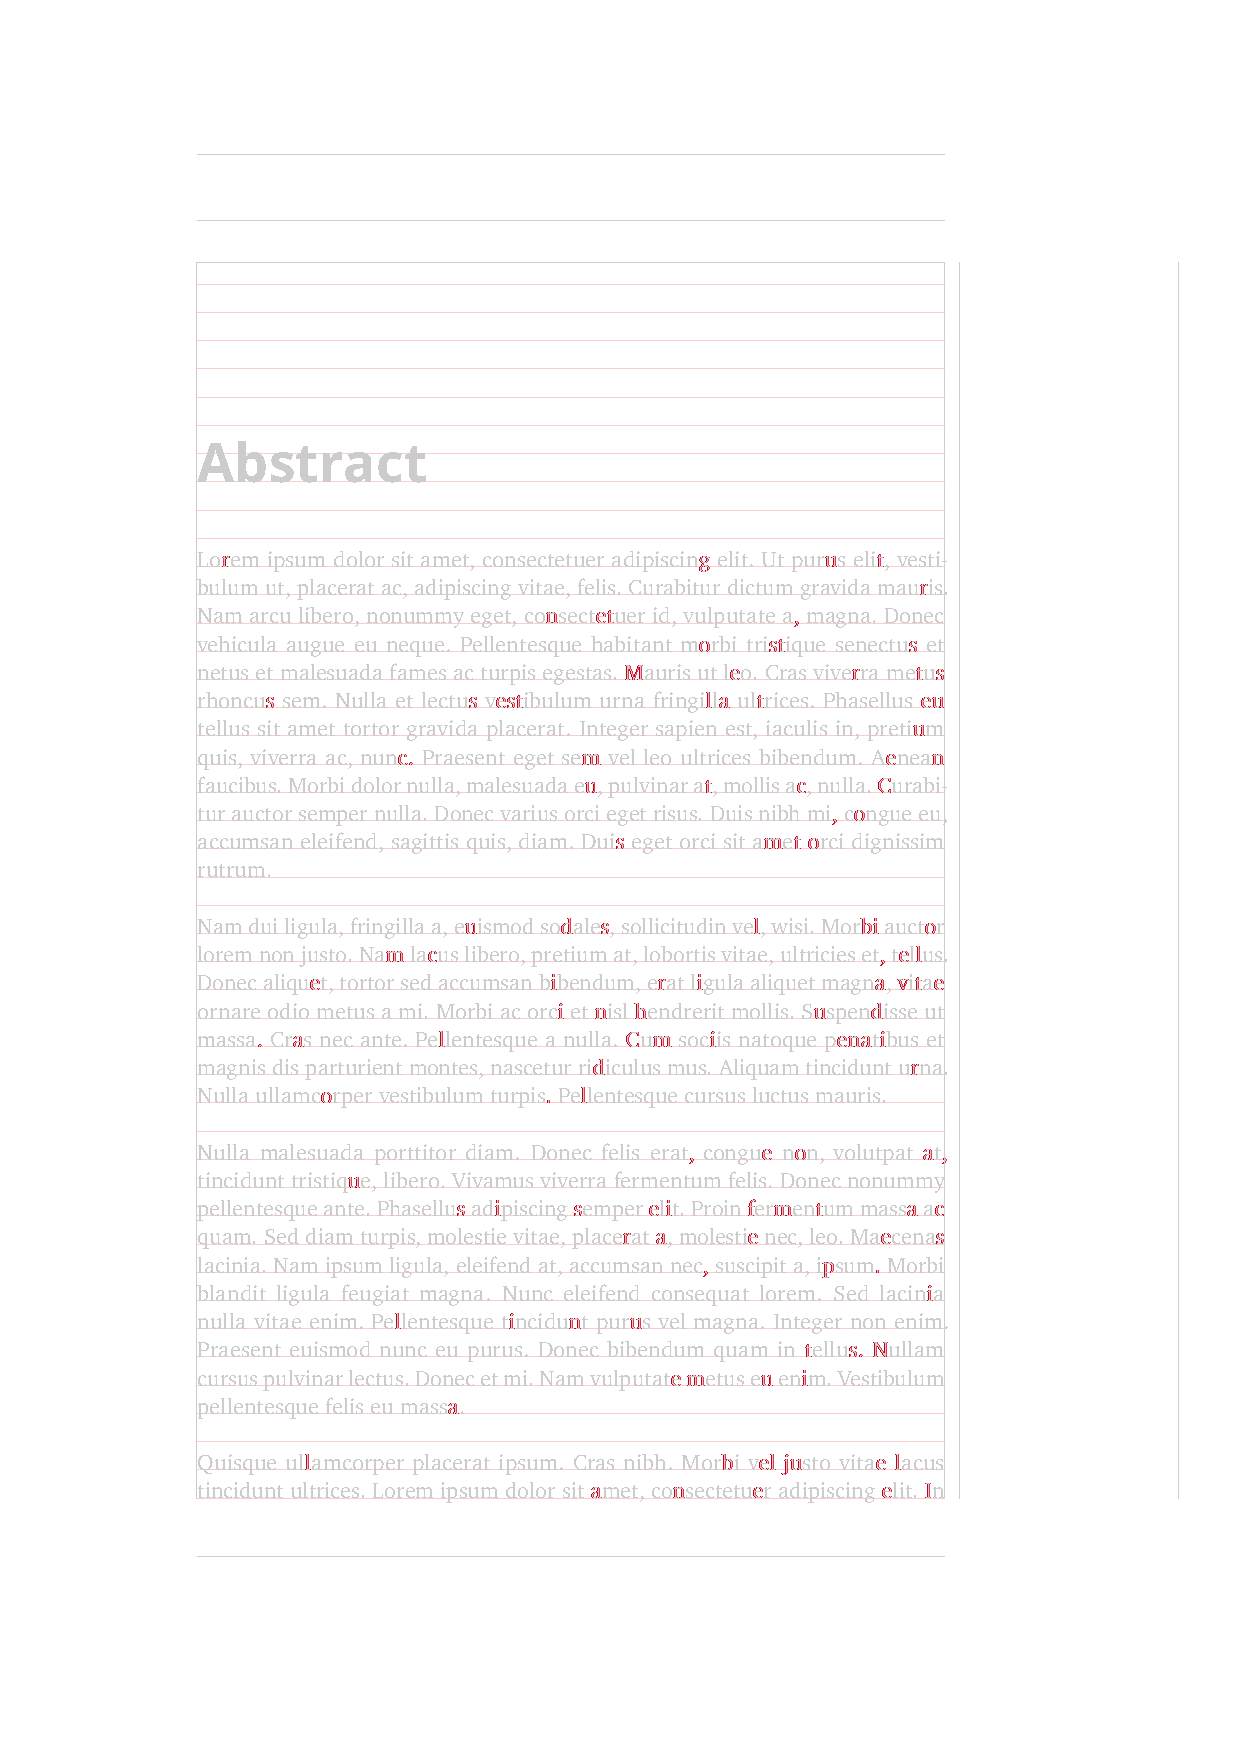 Abstract
Lorem ipsum dolor sit amet, consectetuer adipiscing elit. Ut purus elit, vesti-
bulum ut, placerat ac, adipiscing vitae, felis. Curabitur dictum gravida mauris.
Nam arcu libero, nonummy eget, consectetuer id, vulputate a, magna. Donec
vehicula augue eu neque. Pellentesque habitant morbi tristique senectus et
netus et malesuada fames ac turpis egestas. Mauris ut leo. Cras viverra metus
rhoncus sem. Nulla et lectus vestibulum urna fringilla ultrices. Phasellus eu
tellus sit amet tortor gravida placerat. Integer sapien est, iaculis in, pretium
quis, viverra ac, nunc. Praesent eget sem vel leo ultrices bibendum. Aenean
faucibus. Morbi dolor nulla, malesuada eu, pulvinar at, mollis ac, nulla. Curabi-
tur auctor semper nulla. Donec varius orci eget risus. Duis nibh mi, congue eu,
accumsan eleifend, sagittis quis, diam. Duis eget orci sit amet orci dignissim
rutrum.
Nam dui ligula, fringilla a, euismod sodales, sollicitudin vel, wisi. Morbi auctor
lorem non justo. Nam lacus libero, pretium at, lobortis vitae, ultricies et, tellus.
Donec aliquet, tortor sed accumsan bibendum, erat ligula aliquet magna, vitae
ornare odio metus a mi. Morbi ac orci et nisl hendrerit mollis. Suspendisse ut
massa. Cras nec ante. Pellentesque a nulla. Cum sociis natoque penatibus et
magnis dis parturient montes, nascetur ridiculus mus. Aliquam tincidunt urna.
Nulla ullamcorper vestibulum turpis. Pellentesque cursus luctus mauris.
Nulla malesuada porttitor diam. Donec felis erat, congue non, volutpat at,
tincidunt tristique, libero. Vivamus viverra fermentum felis. Donec nonummy
pellentesque ante. Phasellus adipiscing semper elit. Proin fermentum massa ac
quam. Sed diam turpis, molestie vitae, placerat a, molestie nec, leo. Maecenas
lacinia. Nam ipsum ligula, eleifend at, accumsan nec, suscipit a, ipsum. Morbi
blandit ligula feugiat magna. Nunc eleifend consequat lorem. Sed lacinia
nulla vitae enim. Pellentesque tincidunt purus vel magna. Integer non enim.
Praesent euismod nunc eu purus. Donec bibendum quam in tellus. Nullam
cursus pulvinar lectus. Donec et mi. Nam vulputate metus eu enim. Vestibulum
pellentesque felis eu massa.
Quisque ullamcorper placerat ipsum. Cras nibh. Morbi vel justo vitae lacus
tincidunt ultrices. Lorem ipsum dolor sit amet, consectetuer adipiscing elit. In